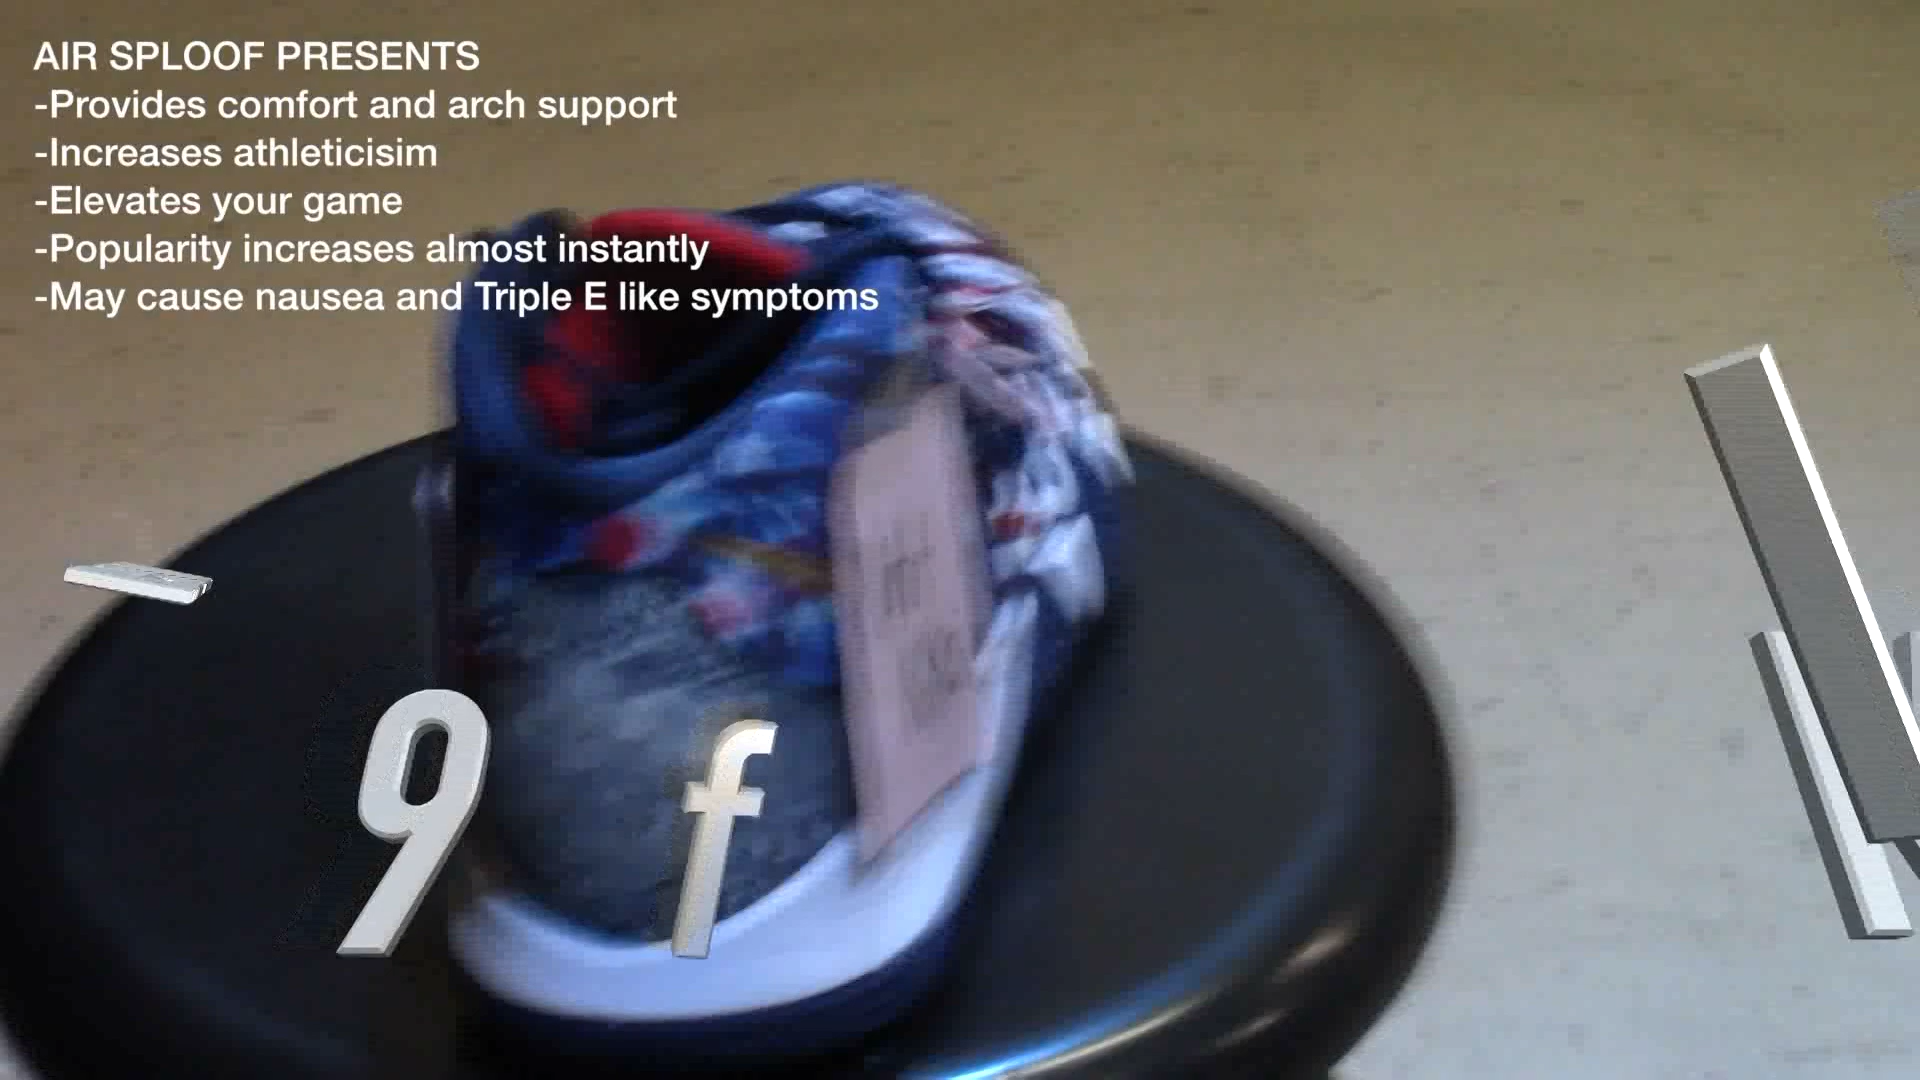 AIR SPLOOF PRESENTS
-Provides comfort and arch support
-Increases athleticisim
-Elevates your game
-Popularity increases almost instantly
-May cause nausea and Triple E like symptoms
9 f